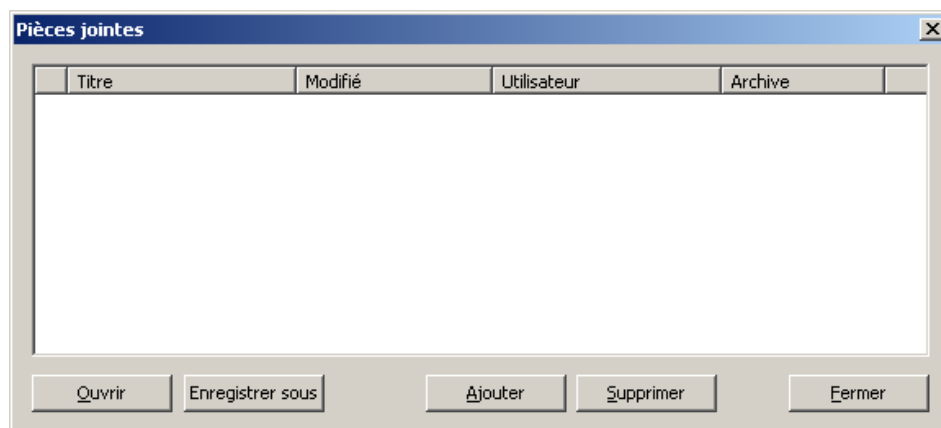 Pièces jointes
Titre Modifié Utilisateur Archive
Ouvrir Enregistrer sous Ajouter Supprimer Fermer